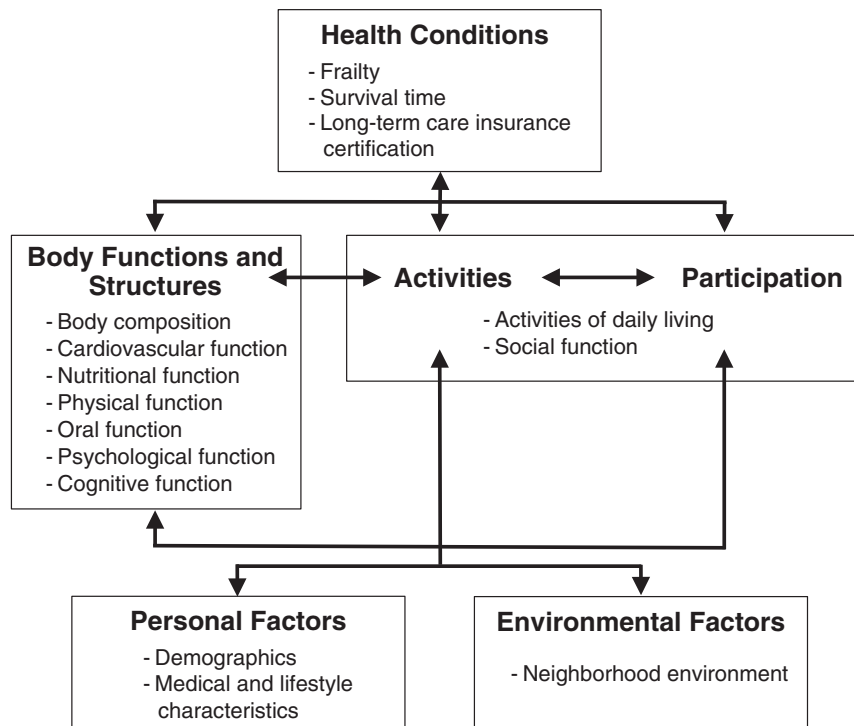 Health Conditions
- Frailty
- Survival time
- Long-term care insurance
certification
Body Functions and
Structures
- Body composition
- Cardiovascular function
- Nutritional function
- Physical function
- Oral function
- Psychological function
- Cognitive function
Activities
Participation
- Activities of daily living
- Social function
Personal Factors
- Demographics
- Medical and lifestyle
characteristics
Environmental Factors
- Neighborhood environment